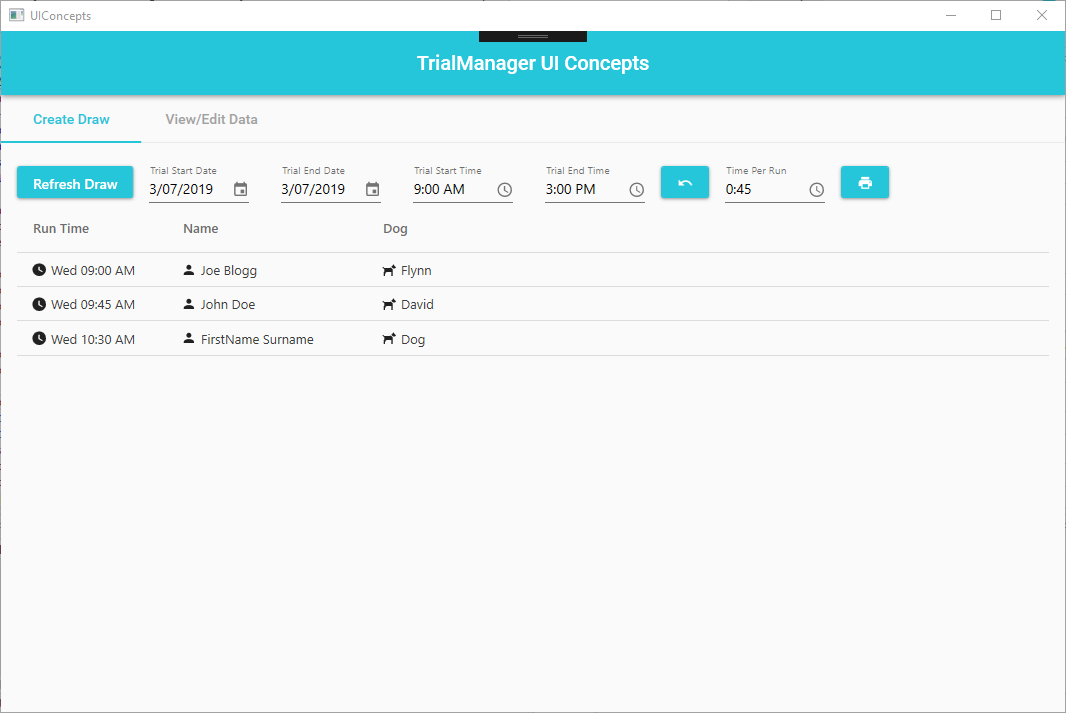 UIConcepts
TrialManager UI Concepts
Create Draw View/Edit Data
Refresh Draw
Trial Start Date Trial End Date Trial Start Time Trial End Time Time Per Run
3/07/2019 3/07/2019 9:00 AM 3:00 PM 0:45
Run Time Name Dog
Wed 09:00 AM Joe Blogg Flynn
Wed 09:45 AM John Doe David
Wed 10:30 AM FirstName Surname Dog